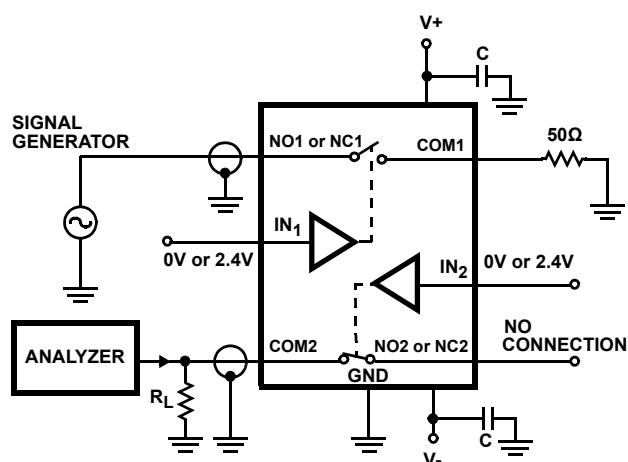 V+
C
SIGNAL
GENERATOR
NO1 or NC1
COM1
50Ω
IN1
0V or 2.4V
IN2
0V or 2.4V
ANALYZER
COM2
NO2 or NC2
NO
CONNECTION
GND
RL
C
V-